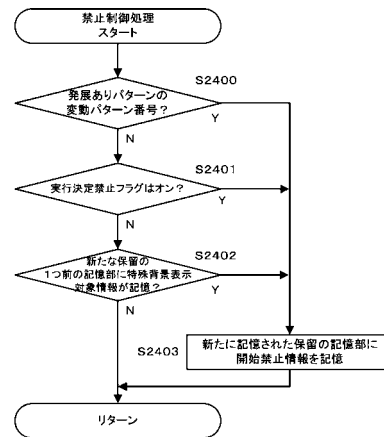 禁止制御処理
スタート
S2400
発展ありパターンの
変動パターン番号？
Y
N
S2401
実行決定禁止フラグはオン？
Y
N
S2402
新たな保留の
1つ前の記憶部に特殊背景表示
対象情報が記憶？
Y
N
S2403
新たに記憶された保留の記憶部に
開始禁止情報を記憶
リターン